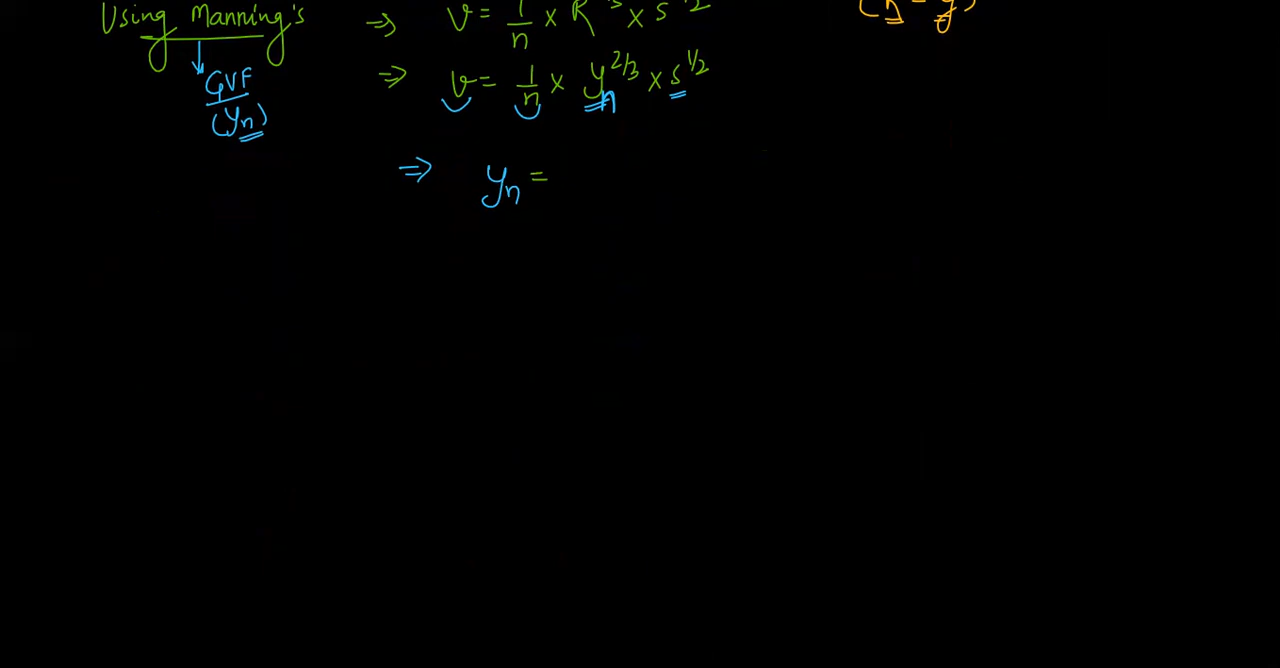 Using Manning's ⇒ V = 1/n × R^2/3 × S^1/2
(R = y)
⇒ V = 1/n × yn^2/3 × S^1/2
GVF
(yn)
⇒ yn =